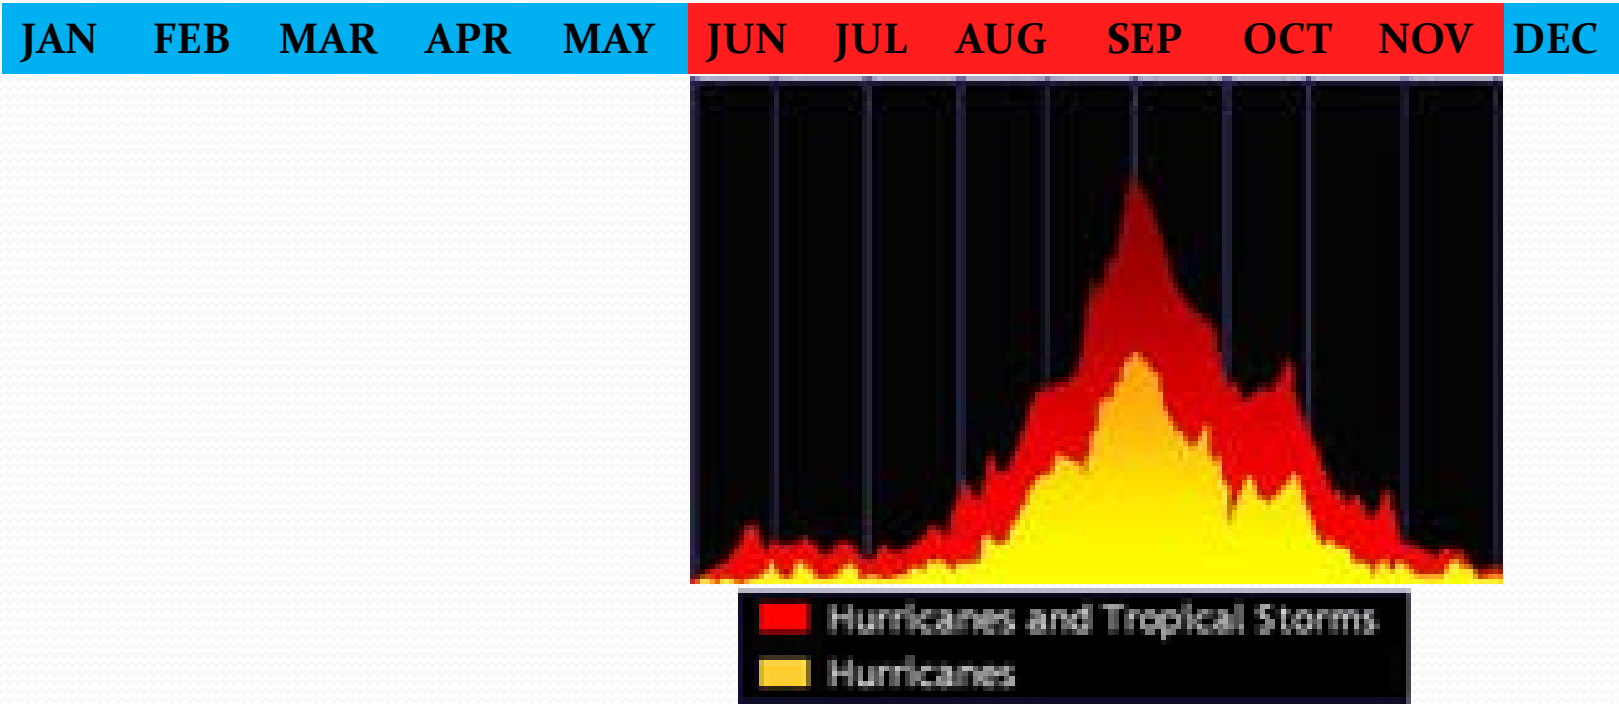 JAN FEB MAR APR MAY JUN JUL AUG SEP OCT NOV DEC
Hurricanes and Tropical Storms
Hurricanes